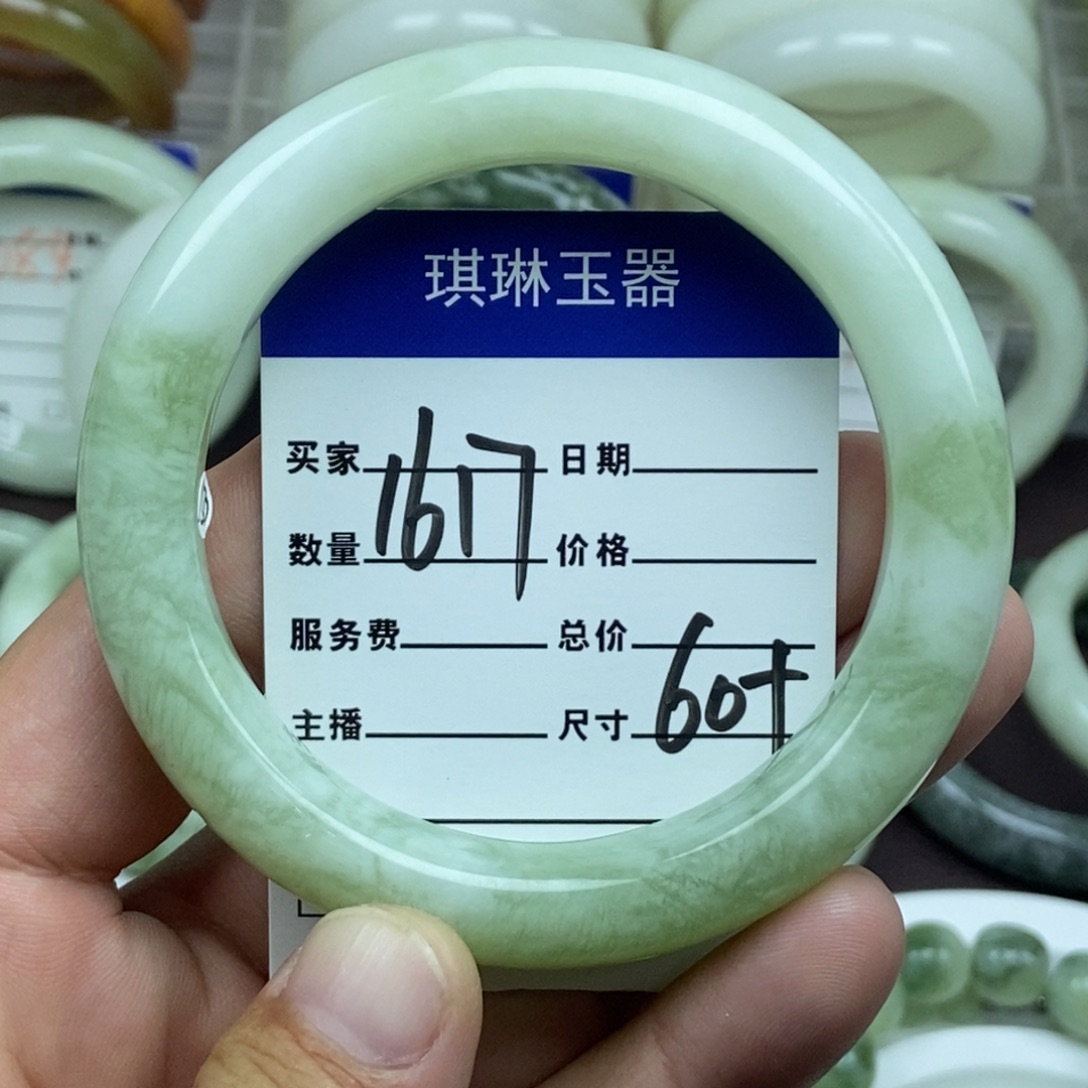 琪琳玉器
买家 1617 日期
数量 价格
服务费 总价
主播 尺寸 60+